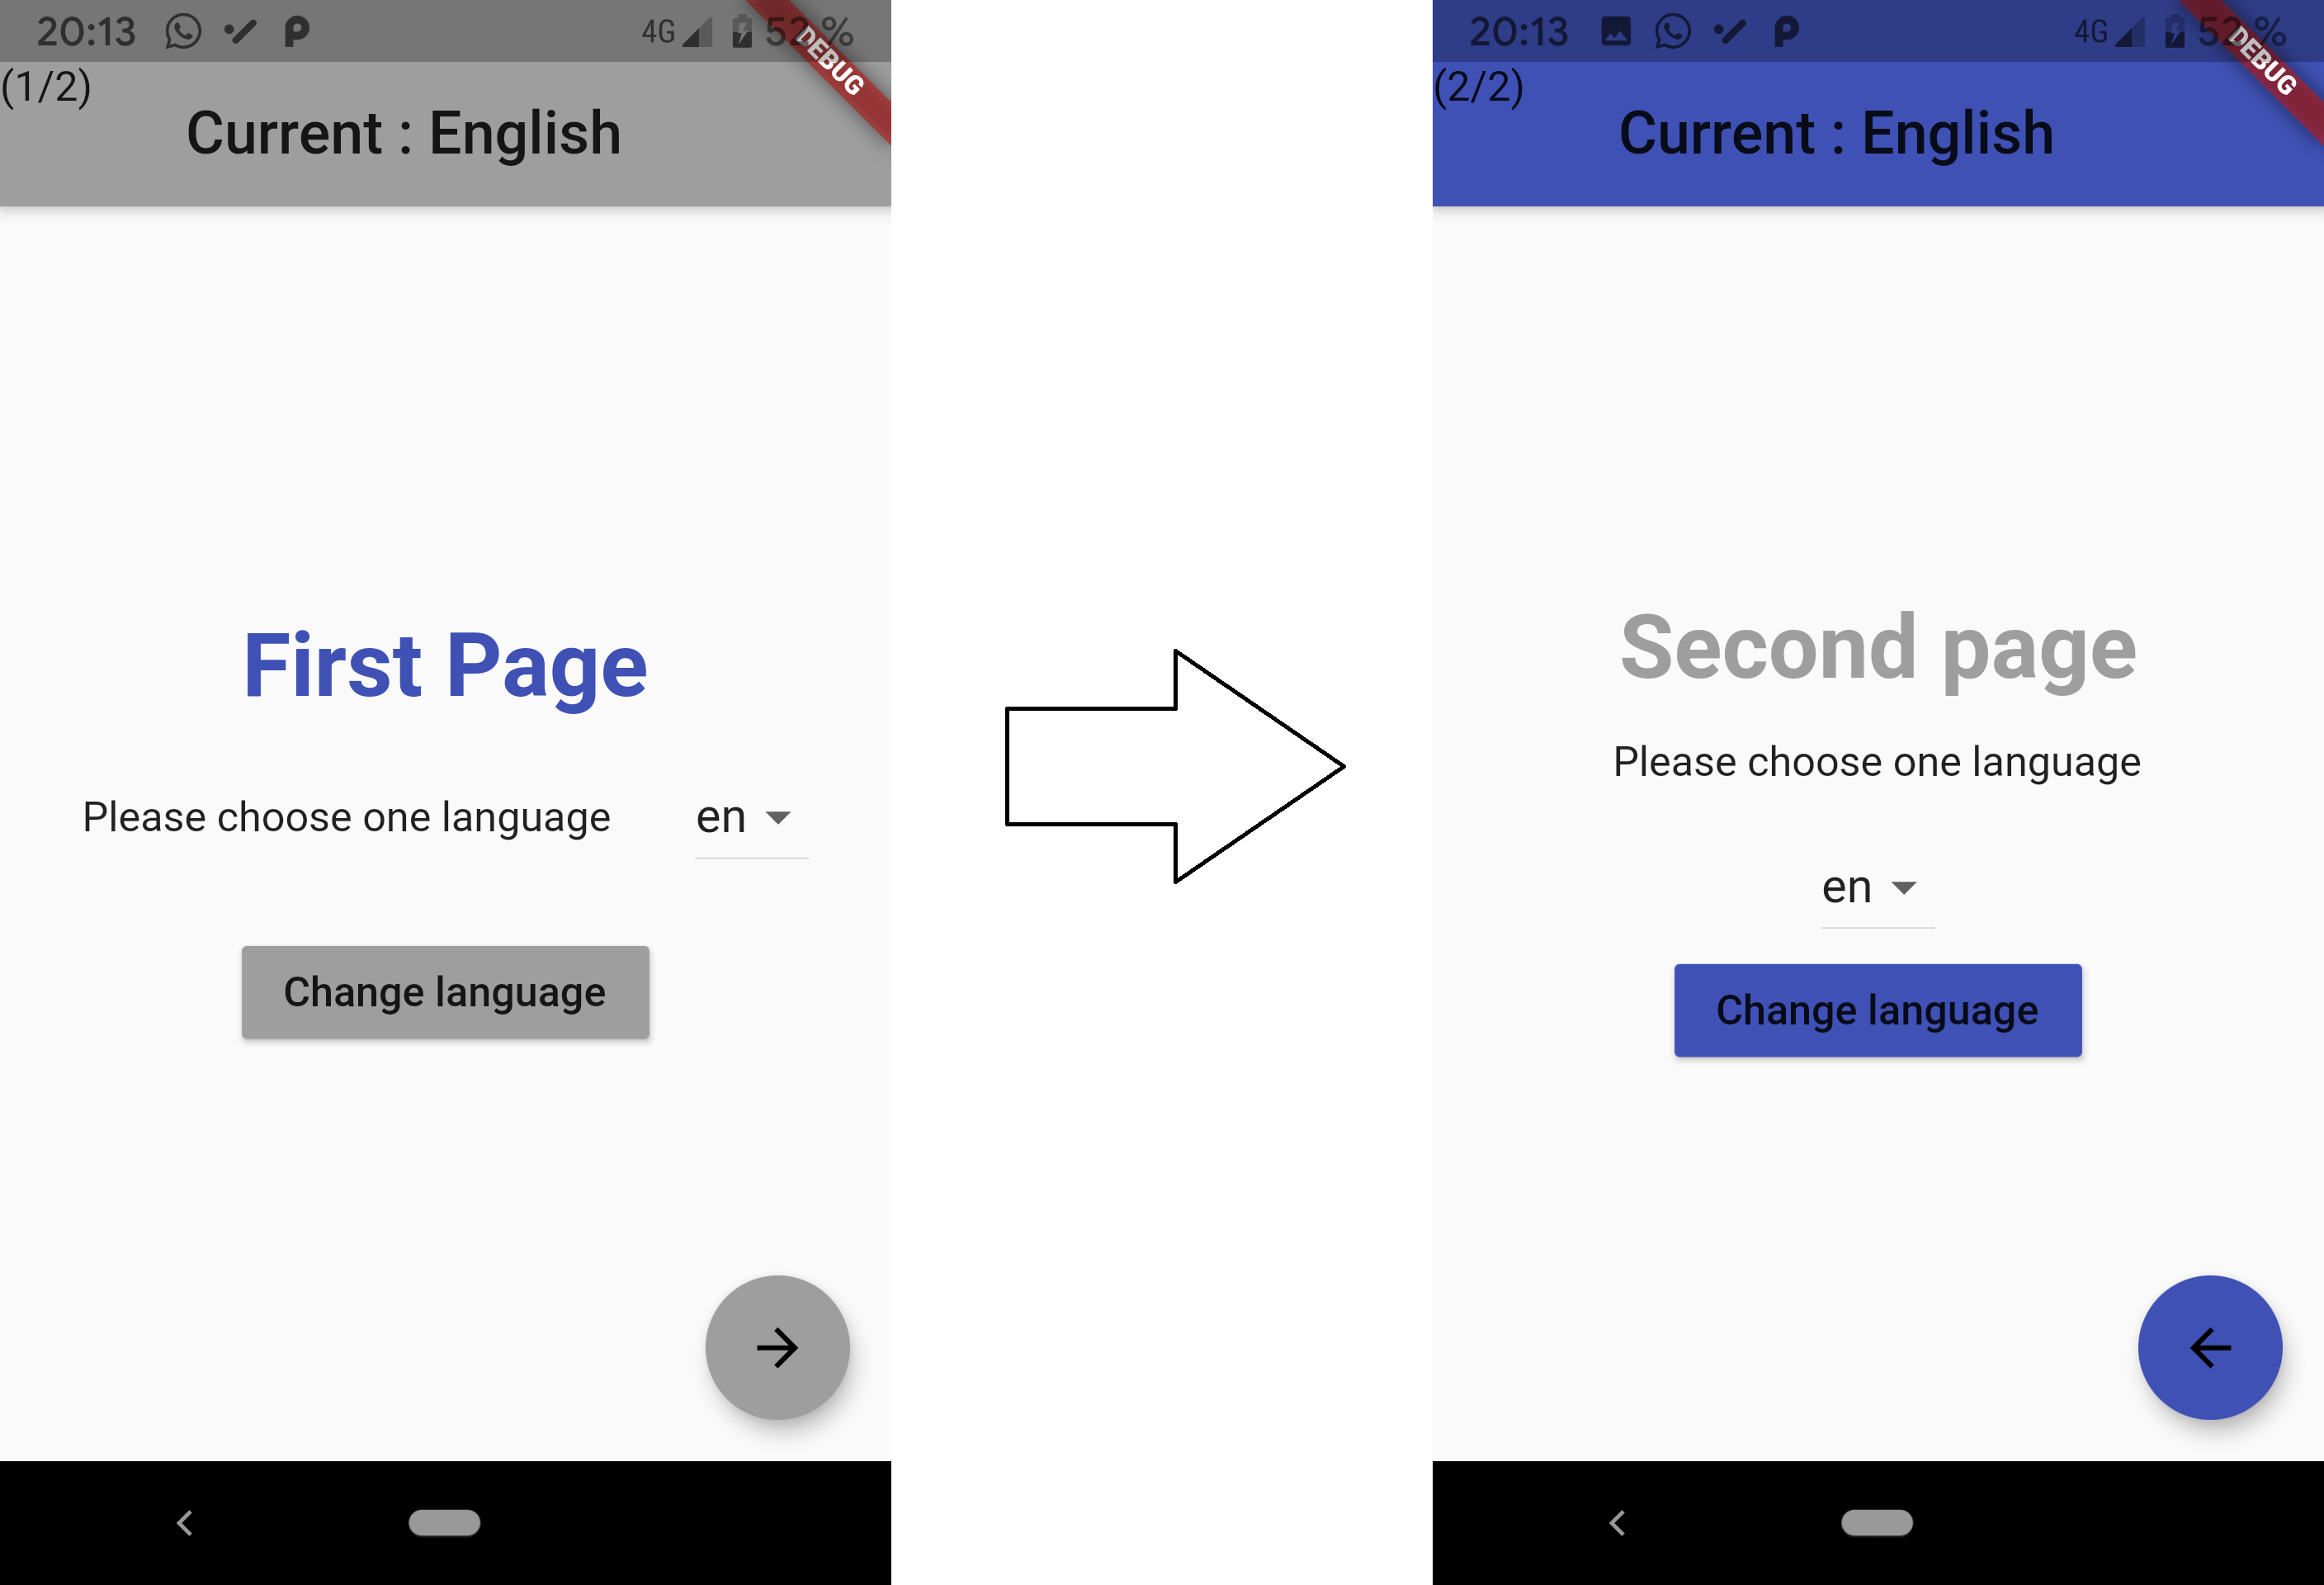 20:13 4G 52 %
DEBUG
(1/2)
Current : English
First Page
Please choose one language en
Change language
20:13 4G 52 %
DEBUG
(2/2)
Current : English
Second page
Please choose one language
en
Change language